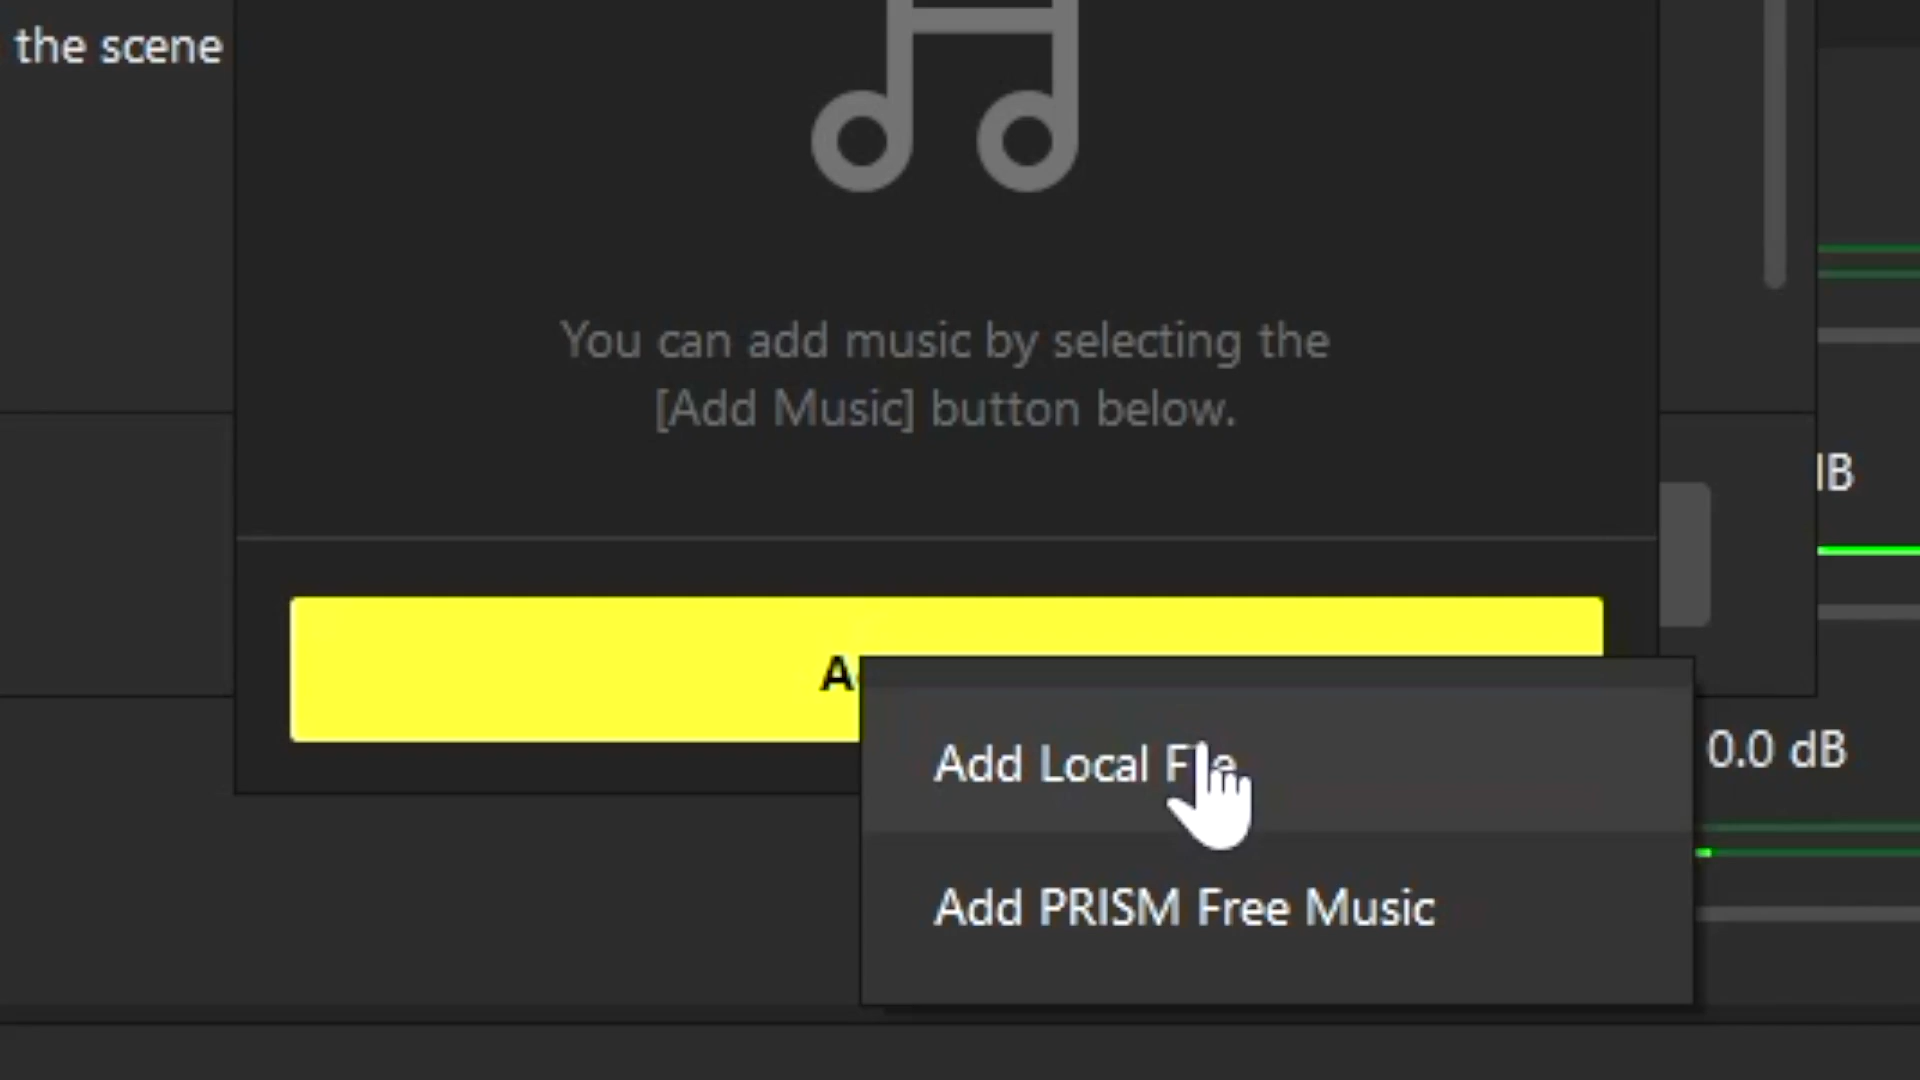 the scene
You can add music by selecting the
[Add Music] button below.
Add Local File
Add PRISM Free Music
0.0 dB